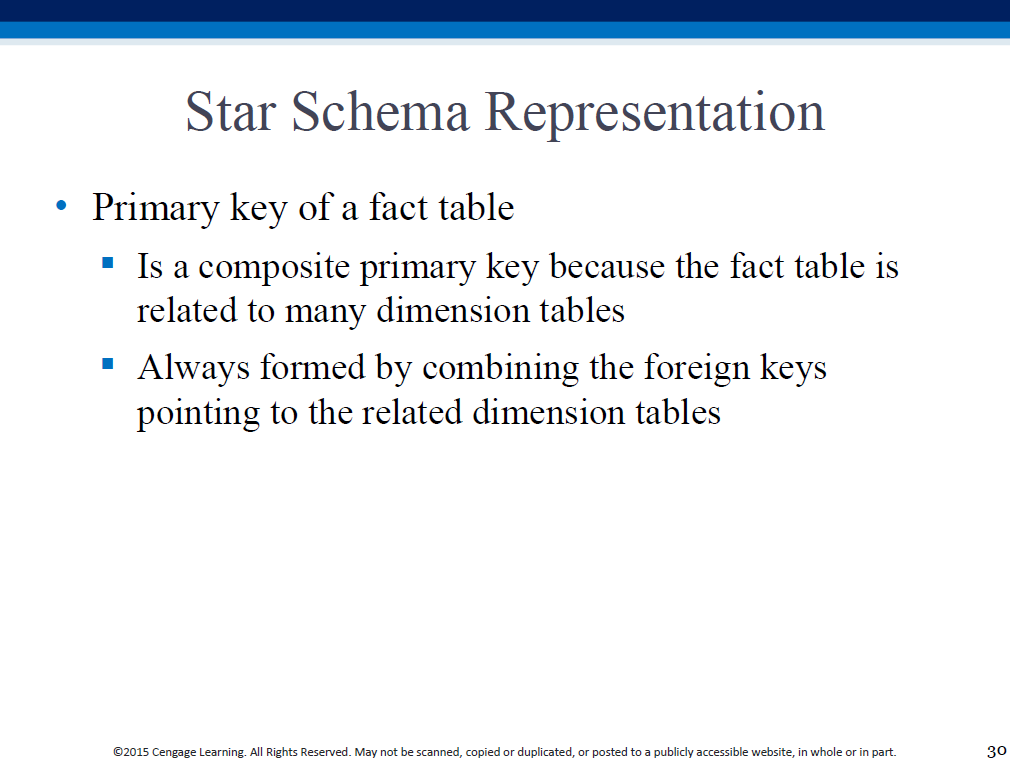 Star Schema Representation
• Primary key of a fact table
▪ Is a composite primary key because the fact table is
related to many dimension tables
▪ Always formed by combining the foreign keys
pointing to the related dimension tables
©2015 Cengage Learning. All Rights Reserved. May not be scanned, copied or duplicated, or posted to a publicly accessible website, in whole or in part.
30